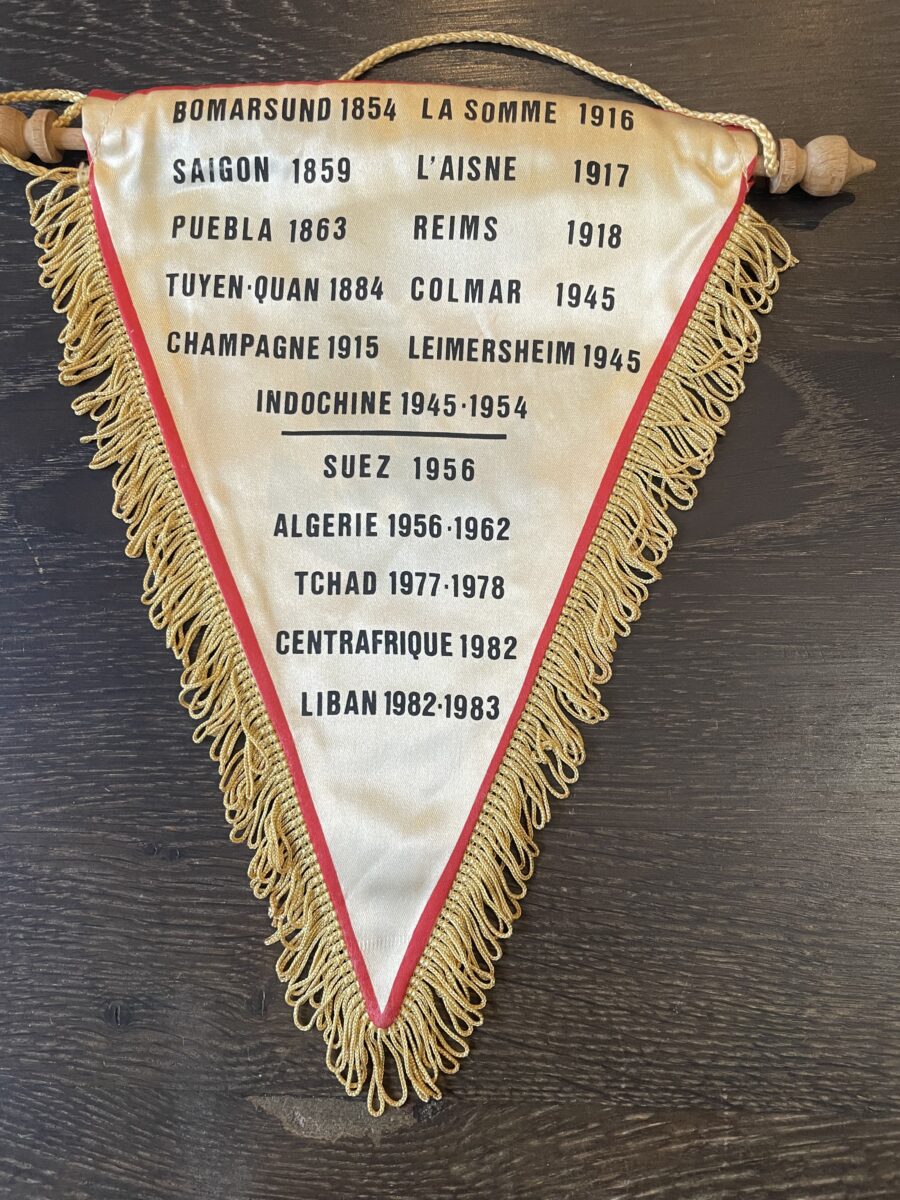 BOMARSUND 1854 LA SOMME 1916
SAIGON 1859 L'AISNE 1917
PUEBLA 1863 REIMS 1918
TUYEN·QUAN 1884 COLMAR 1945
CHAMPAGNE 1915 LEIMERSHEIM 1945
INDOCHINE 1945·1954
SUEZ 1956
ALGERIE 1956·1962
TCHAD 1977·1978
CENTRAFRIQUE 1982
LIBAN 1982·1983